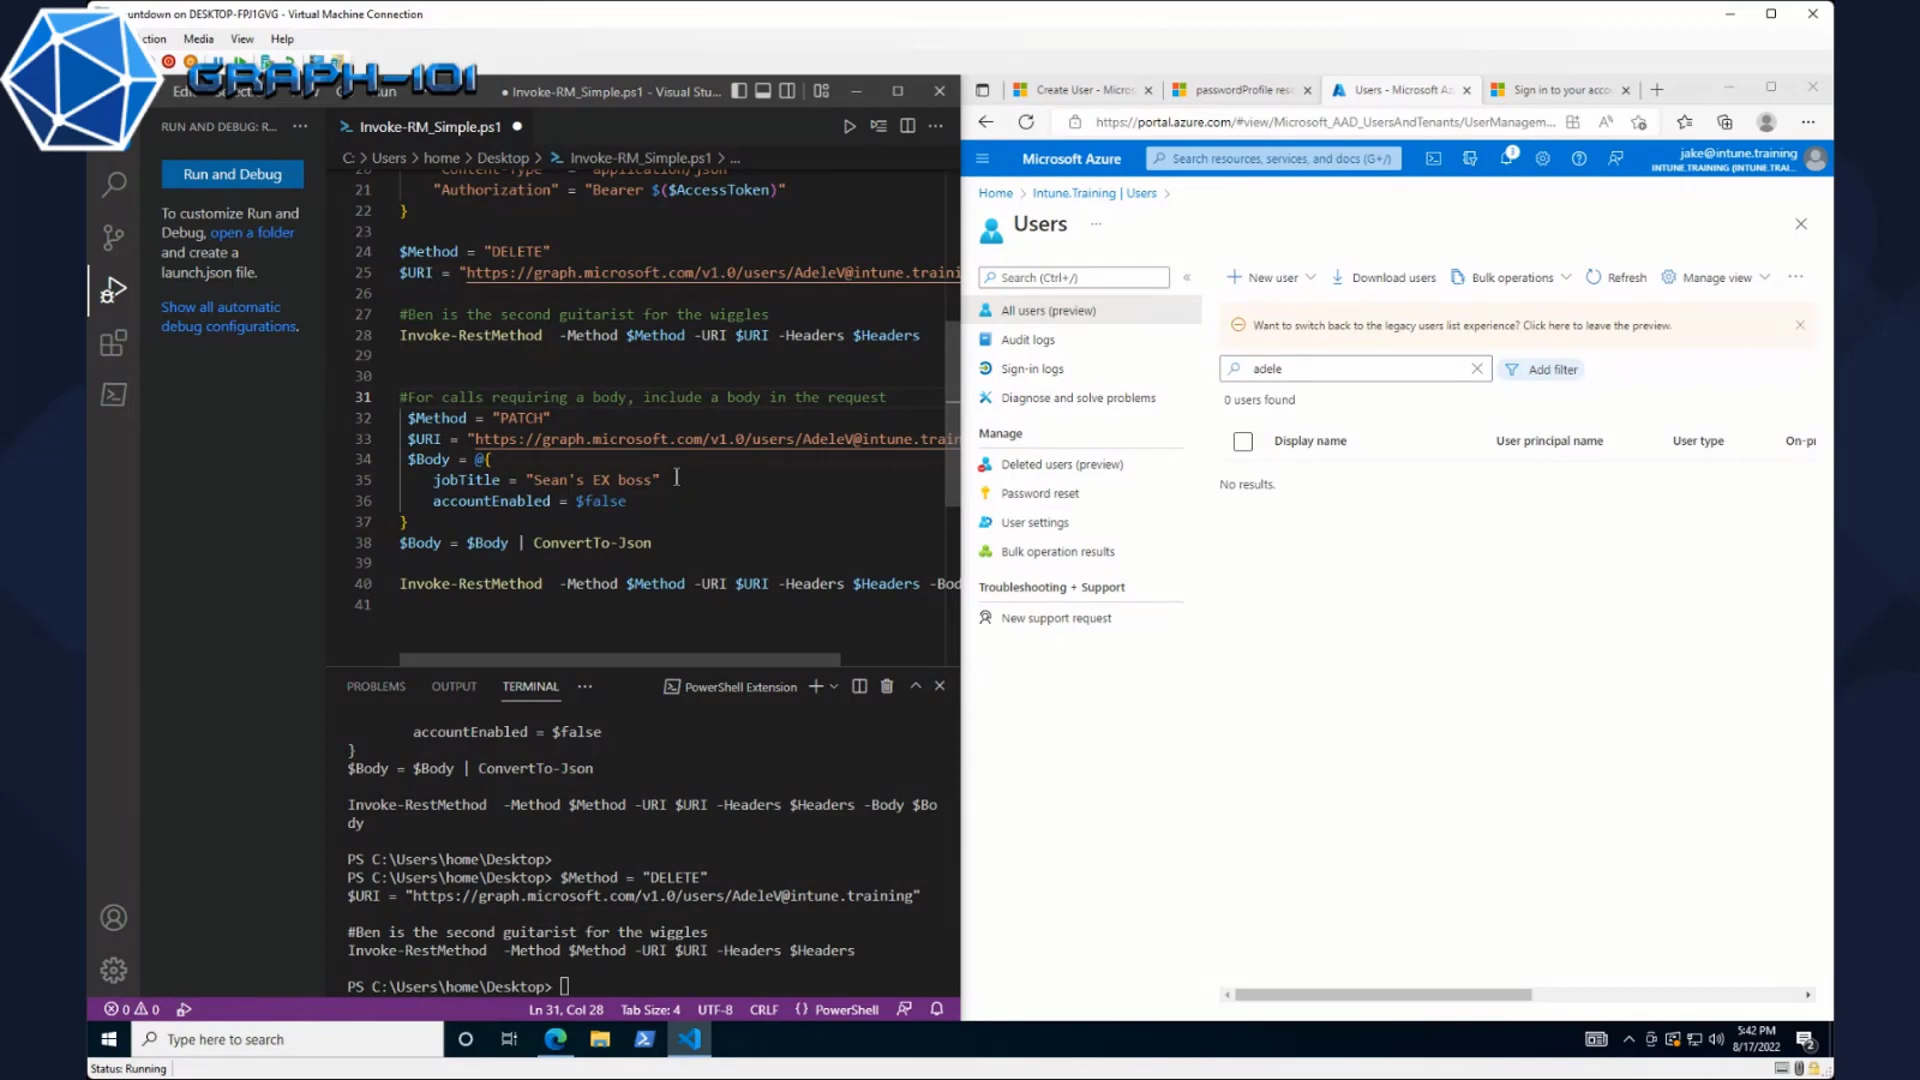 untdown on DESKTOP-FPJ1GVG - Virtual Machine Connection
ction Media View Help
GRAPH-101
Invoke-RM_Simple.ps1 - Visual Stu...
RUN AND DEBUG: R...
Run and Debug
To customize Run and
Debug, open a folder
and create a
launch.json file.
Show all automatic
debug configurations.
Invoke-RM_Simple.ps1
C: > Users > home > Desktop > Invoke-RM_Simple.ps1 > ...
20 "Content-Type" = "application/json"
21 "Authorization" = "Bearer $($AccessToken)"
22 }
23
24 $Method = "DELETE"
25 $URI = "https://graph.microsoft.com/v1.0/users/AdeleV@intune.traini
26
27 #Ben is the second guitarist for the wiggles
28 Invoke-RestMethod -Method $Method -URI $URI -Headers $Headers
29
30
31 #For calls requiring a body, include a body in the request
32 $Method = "PATCH"
33 $URI = "https://graph.microsoft.com/v1.0/users/AdeleV@intune.train
34 $Body = @{
35 jobTitle = "Sean's EX boss"
36 accountEnabled = $false
37 }
38 $Body = $Body | ConvertTo-Json
39
40 Invoke-RestMethod -Method $Method -URI $URI -Headers $Headers -Bod
41
PROBLEMS OUTPUT TERMINAL ... PowerShell Extension
accountEnabled = $false
}
$Body = $Body | ConvertTo-Json
Invoke-RestMethod -Method $Method -URI $URI -Headers $Headers -Body $Bo
dy
PS C:\Users\home\Desktop>
PS C:\Users\home\Desktop> $Method = "DELETE"
$URI = "https://graph.microsoft.com/v1.0/users/AdeleV@intune.training"
#Ben is the second guitarist for the wiggles
Invoke-RestMethod -Method $Method -URI $URI -Headers $Headers
PS C:\Users\home\Desktop>
0 0 Ln 31, Col 28 Tab Size: 4 UTF-8 CRLF {} PowerShell
Create User - Micros
passwordProfile res
Users - Microsoft Az
Sign in to your acco
https://portal.azure.com/#view/Microsoft_AAD_UsersAndTenants/UserManagem...
Microsoft Azure
Search resources, services, and docs (G+/)
3
jake@intune.training
INTUNE.TRAINING (INTUNE.TRAI...
Home > Intune.Training | Users >
Users ...
Search (Ctrl+/)
All users (preview)
Audit logs
Sign-in logs
Diagnose and solve problems
Manage
Deleted users (preview)
Password reset
User settings
Bulk operation results
Troubleshooting + Support
New support request
New user Download users Bulk operations Refresh Manage view ...
Want to switch back to the legacy users list experience? Click here to leave the preview.
adele
Add filter
0 users found
Display name User principal name User type On-pr
No results.
Type here to search
5:42 PM
8/17/2022
2
Status: Running